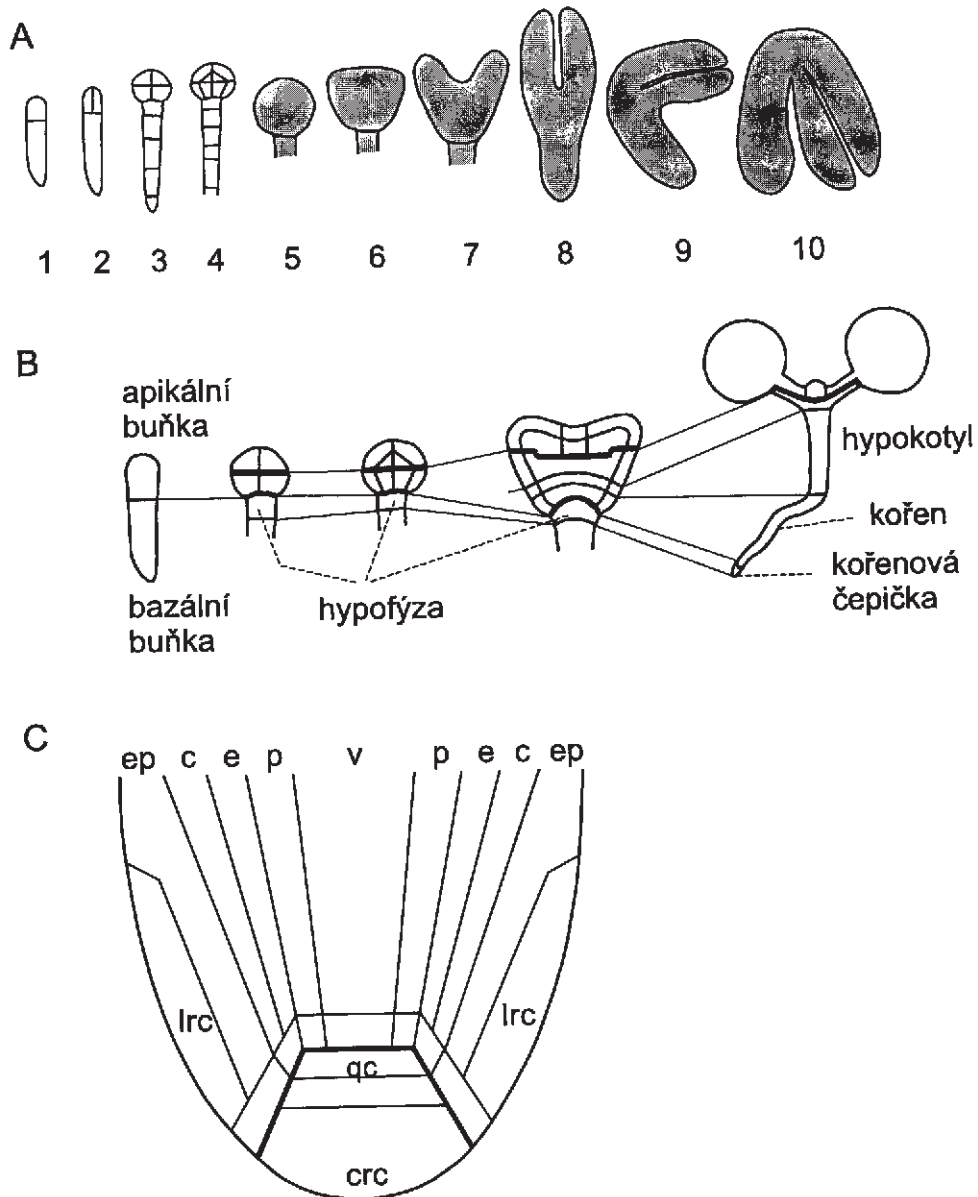 A
1 2 3 4 5 6 7 8 9 10
B
apikální
buňka
bazální
buňka
hypofýza
hypokotyl
kořen
kořenová
čepička
C
ep c e p v p e c ep
lrc lrc
qc
crc